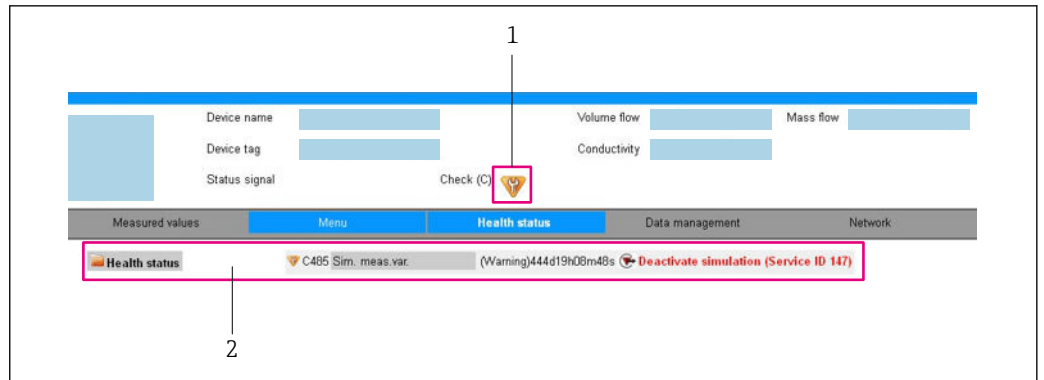 1
Device name
Volume flow
Mass flow
Device tag
Conductivity
Status signal
Check (C)
Measured values
Menu
Health status
Data management
Network
Health status
C485 Sim. meas.var.
(Warning)444d19h08m48s
Deactivate simulation (Service ID 147)
2